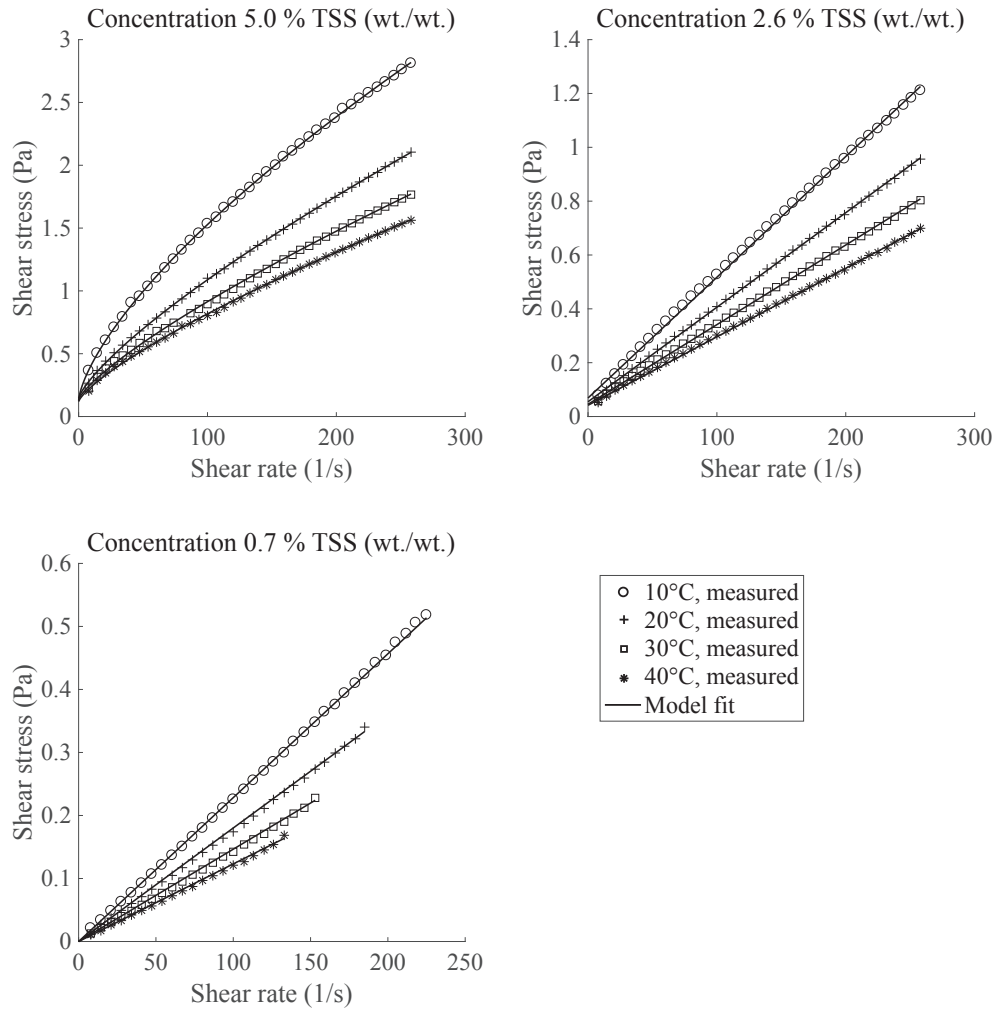 Concentration 5.0 % TSS (wt./wt.)
3
2.5
2
1.5
1
0.5
0
0
100
200
300
Shear stress (Pa)
Shear rate (1/s)
Concentration 2.6 % TSS (wt./wt.)
1.4
1.2
1
0.8
0.6
0.4
0.2
0
0
100
200
300
Shear stress (Pa)
Shear rate (1/s)
Concentration 0.7 % TSS (wt./wt.)
0.6
0.5
0.4
0.3
0.2
0.1
0
0
50
100
150
200
250
Shear stress (Pa)
Shear rate (1/s)
10°C, measured
20°C, measured
30°C, measured
40°C, measured
Model fit